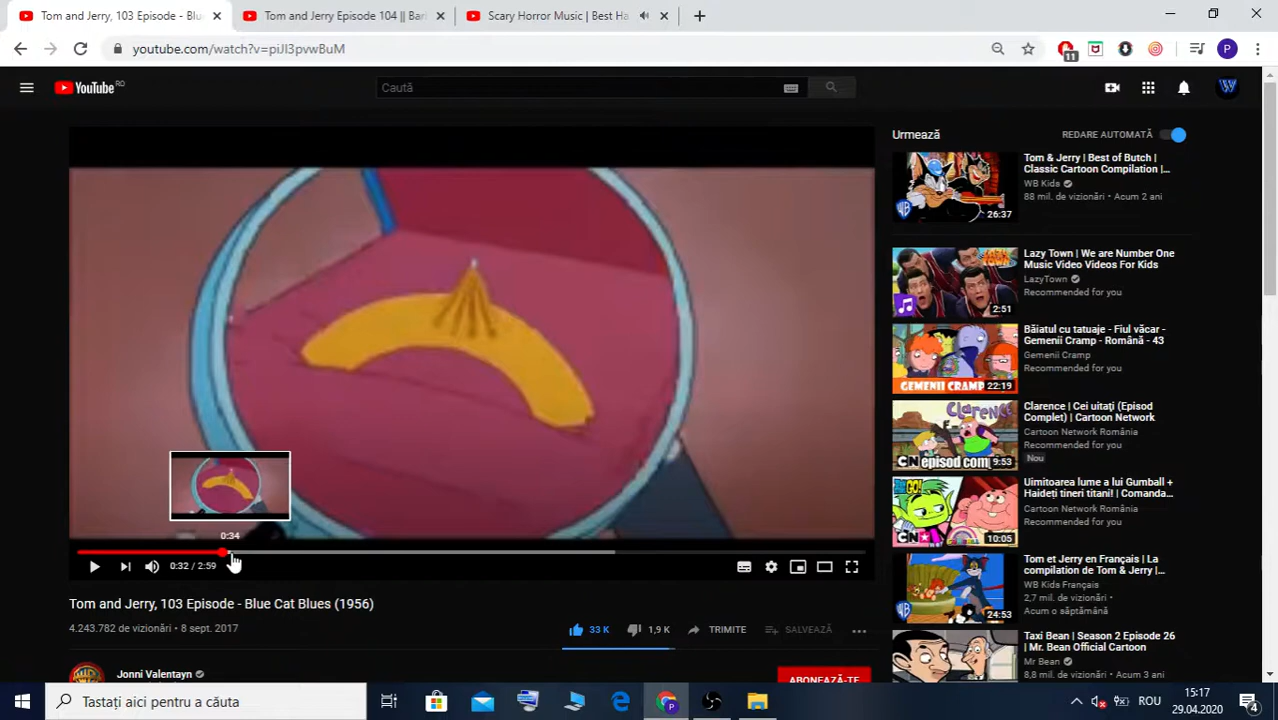 Tom and Jerry, 103 Episode - Blue
Tom and Jerry Episode 104 || Bar
Scary Horror Music | Best Ha
youtube.com/watch?v=piJI3pvwBuM
11
P
YouTube RO
Caută
W
Urmează
REDARE AUTOMATĂ
Tom & Jerry | Best of Butch |
Classic Cartoon Compilation |
WB Kids
88 mil. de vizionări • Acum 2 ani
26:37
Lazy Town | We are Number One
Music Video Videos For Kids
LazyTown
Recommended for you
2:51
Băiatul cu tatuaje - Fiul văcar -
Gemenii Cramp - Română - 43
Gemenii Cramp
Recommended for you
GEMENII CRAMP
22:19
Clarence | Cei uitați (Episod
Complet) | Cartoon Network
Cartoon Network România
Recommended for you
Nou
CLARENCE
CN episod com
9:53
Uimitoarea lume a lui Gumball +
Haideți tineri titani! | Comanda...
Cartoon Network România
Recommended for you
GO!
CN
10:05
Tom et Jerry en Français | La
compilation de Tom & Jerry |...
WB Kids Français
2,7 mil. de vizionări
Acum o săptămână
24:53
Taxi Bean | Season 2 Episode 26
| Mr. Bean Official Cartoon
Mr Bean
8,8 mil. de vizionări • Acum 3 ani
0:34
0:32 / 2:59
Tom and Jerry, 103 Episode - Blue Cat Blues (1956)
4.243.782 de vizionări • 8 sept. 2017
33 K
1,9 K
TRIMITE
SALVEAZĂ
Jonni Valentayn
ABONEAZĂ-TE
Tastați aici pentru a căuta
ROU
15:17
29.04.2020
4